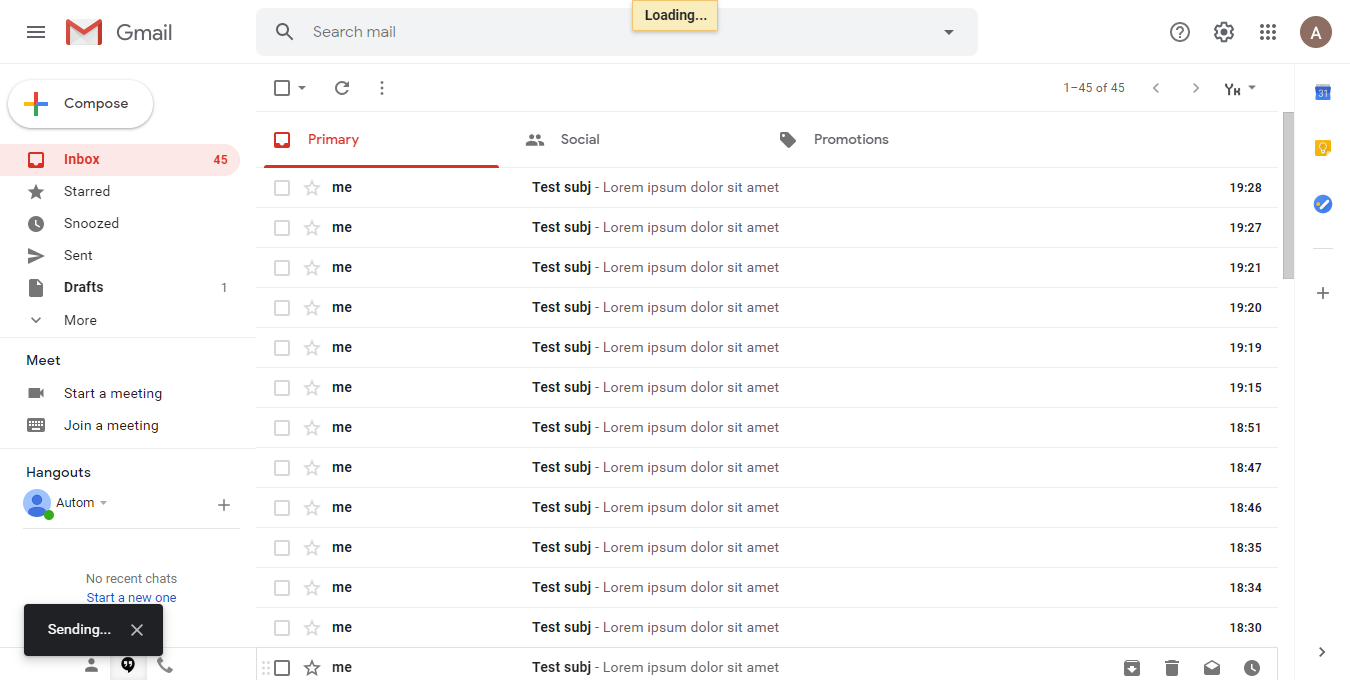 Loading...
Gmail
Search mail
A
Compose
1–45 of 45
31
Inbox 45
Starred
Snoozed
Sent
Drafts 1
More
Meet
Start a meeting
Join a meeting
Hangouts
Autom
No recent chats
Start a new one
Sending...
Primary Social Promotions
me Test subj - Lorem ipsum dolor sit amet 19:28
me Test subj - Lorem ipsum dolor sit amet 19:27
me Test subj - Lorem ipsum dolor sit amet 19:21
me Test subj - Lorem ipsum dolor sit amet 19:20
me Test subj - Lorem ipsum dolor sit amet 19:19
me Test subj - Lorem ipsum dolor sit amet 19:15
me Test subj - Lorem ipsum dolor sit amet 18:51
me Test subj - Lorem ipsum dolor sit amet 18:47
me Test subj - Lorem ipsum dolor sit amet 18:46
me Test subj - Lorem ipsum dolor sit amet 18:35
me Test subj - Lorem ipsum dolor sit amet 18:34
me Test subj - Lorem ipsum dolor sit amet 18:30
me Test subj - Lorem ipsum dolor sit amet